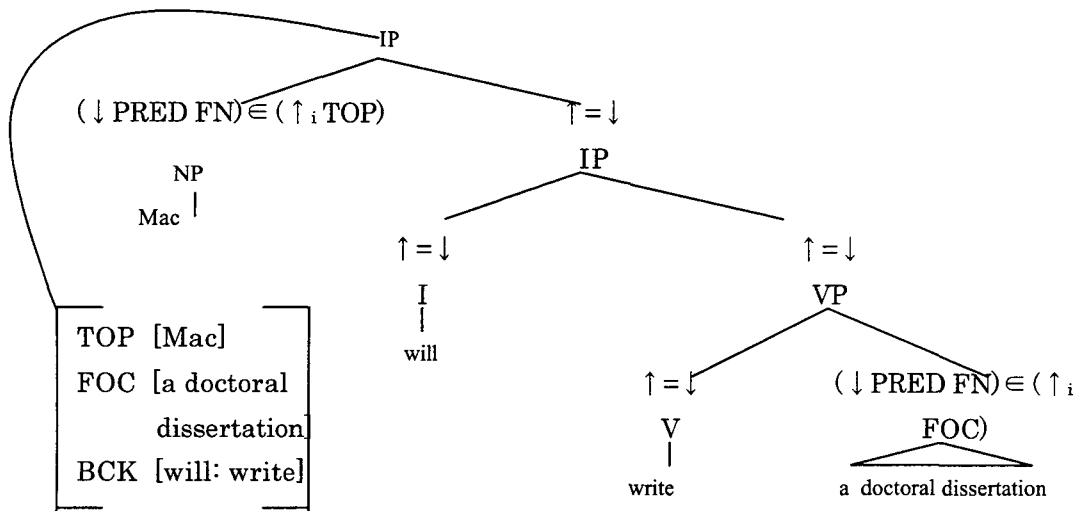 IP
(↓ PRED FN) ∈ (↑ i TOP)
↑ = ↓
NP
IP
Mac
↑ = ↓
↑ = ↓
I
VP
will
TOP [Mac]
FOC [a doctoral
dissertation]
BCK [will: write]
↑ = ↓
(↓ PRED FN) ∈ (↑ i
V
FOC)
write
a doctoral dissertation